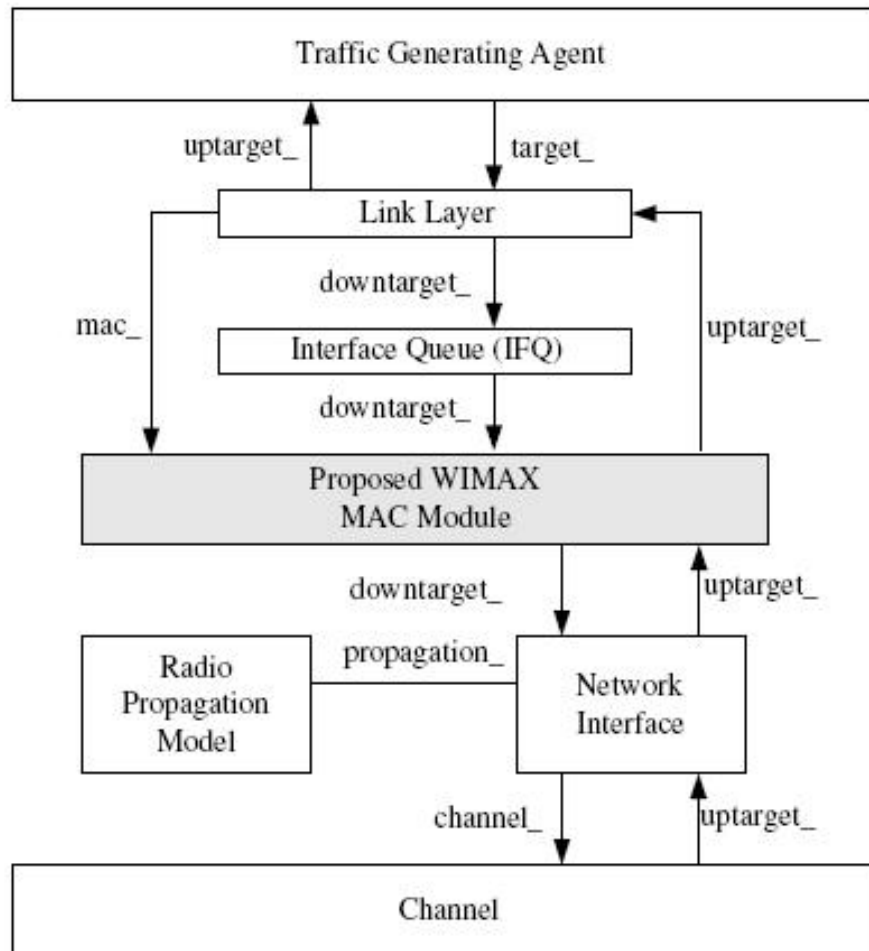 Traffic Generating Agent
uptarget_
target_
Link Layer
downtarget_
mac_
uptarget_
Interface Queue (IFQ)
downtarget_
Proposed WIMAX
MAC Module
downtarget_
uptarget_
Radio
Propagation
Model
propagation_
Network
Interface
channel_
uptarget_
Channel